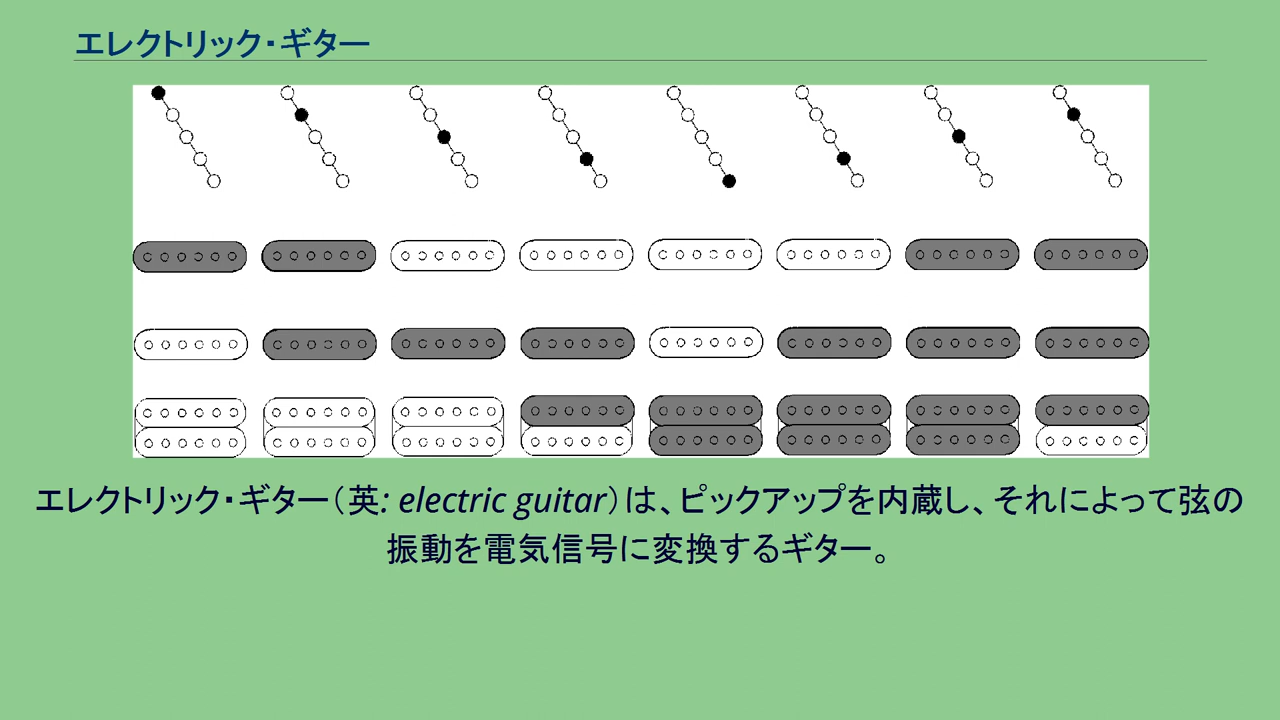 エレクトリック・ギター
エレクトリック・ギター（英: electric guitar）は、ピックアップを内蔵し、それによって弦の
振動を電気信号に変換するギター。